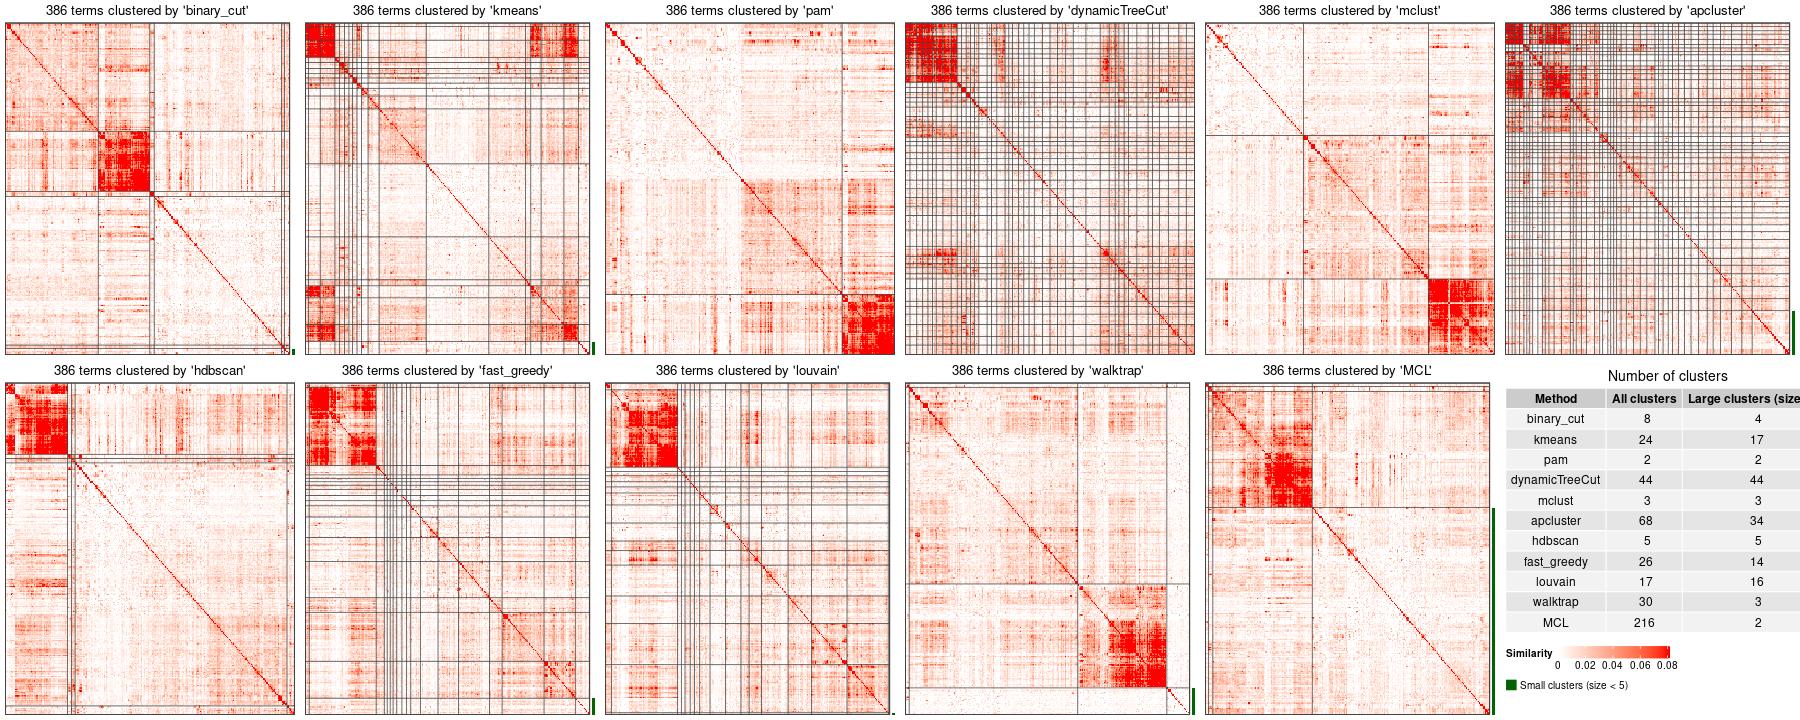 386 terms clustered by 'binary_cut'
386 terms clustered by 'kmeans'
386 terms clustered by 'pam'
386 terms clustered by 'dynamicTreeCut'
386 terms clustered by 'mclust'
386 terms clustered by 'apcluster'
386 terms clustered by 'hdbscan'
386 terms clustered by 'fast_greedy'
386 terms clustered by 'louvain'
386 terms clustered by 'walktrap'
386 terms clustered by 'MCL'
Number of clusters
Method All clusters Large clusters (size
binary_cut 8 4
kmeans 24 17
pam 2 2
dynamicTreeCut 44 44
mclust 3 3
apcluster 68 34
hdbscan 5 5
fast_greedy 26 14
louvain 17 16
walktrap 30 3
MCL 216 2
Similarity
0 0.02 0.04 0.06 0.08
Small clusters (size < 5)